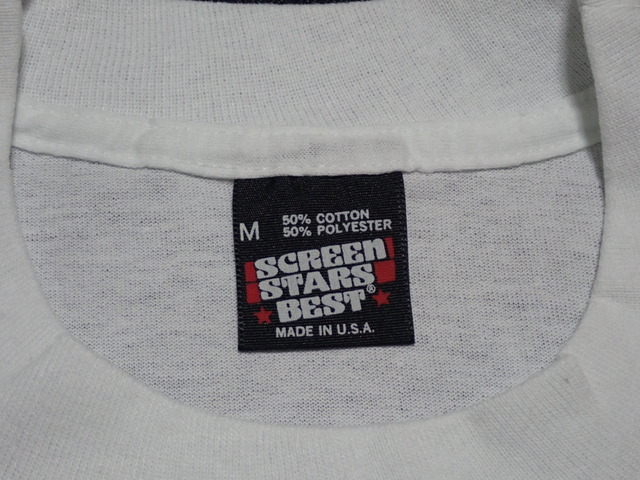 M
50% COTTON
50% POLYESTER
SCREEN
STARS
BEST®
MADE IN U.S.A.